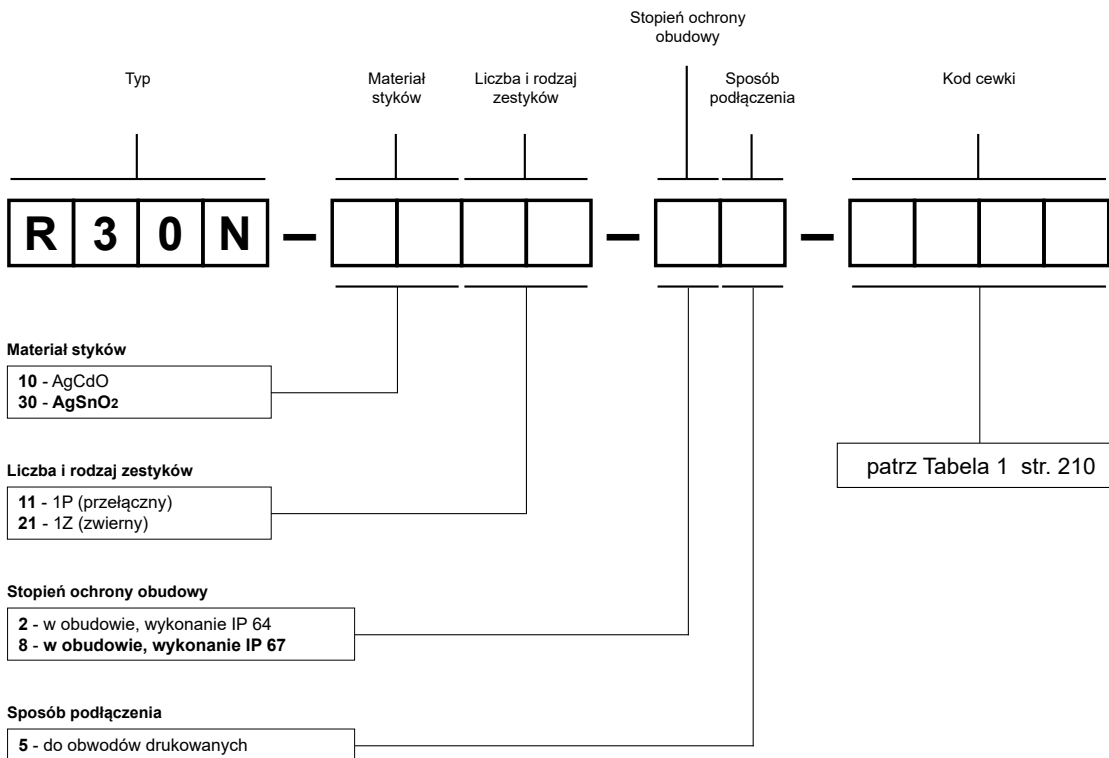 Stopień ochrony
obudowy
Typ
Materiał
styków
Liczba i rodzaj
zestyków
Sposób
podłączenia
Kod cewki
R 3 0 N – – –
Materiał styków
10 - AgCdO
30 - AgSnO2
Liczba i rodzaj zestyków
11 - 1P (przełączny)
21 - 1Z (zwierny)
patrz Tabela 1 str. 210
Stopień ochrony obudowy
2 - w obudowie, wykonanie IP 64
8 - w obudowie, wykonanie IP 67
Sposób podłączenia
5 - do obwodów drukowanych